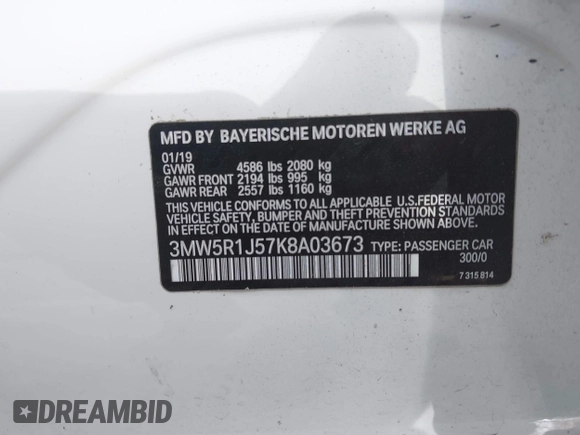 MFD BY BAYERISCHE MOTOREN WERKE AG
01/19
GVWR 4586 lbs 2080 kg
GAWR FRONT 2194 lbs 995 kg
GAWR REAR 2557 lbs 1160 kg
THIS VEHICLE CONFORMS TO ALL APPLICABLE U.S.FEDERAL MOTOR
VEHICLE SAFETY, BUMPER AND THEFT PREVENTION STANDARDS
IN EFFECT ON THE DATE OF MANUFACTURE SHOWN ABOVE.
3MW5R1J57K8A03673 TYPE: PASSENGER CAR
300/0
7 315 814
DREAMBID